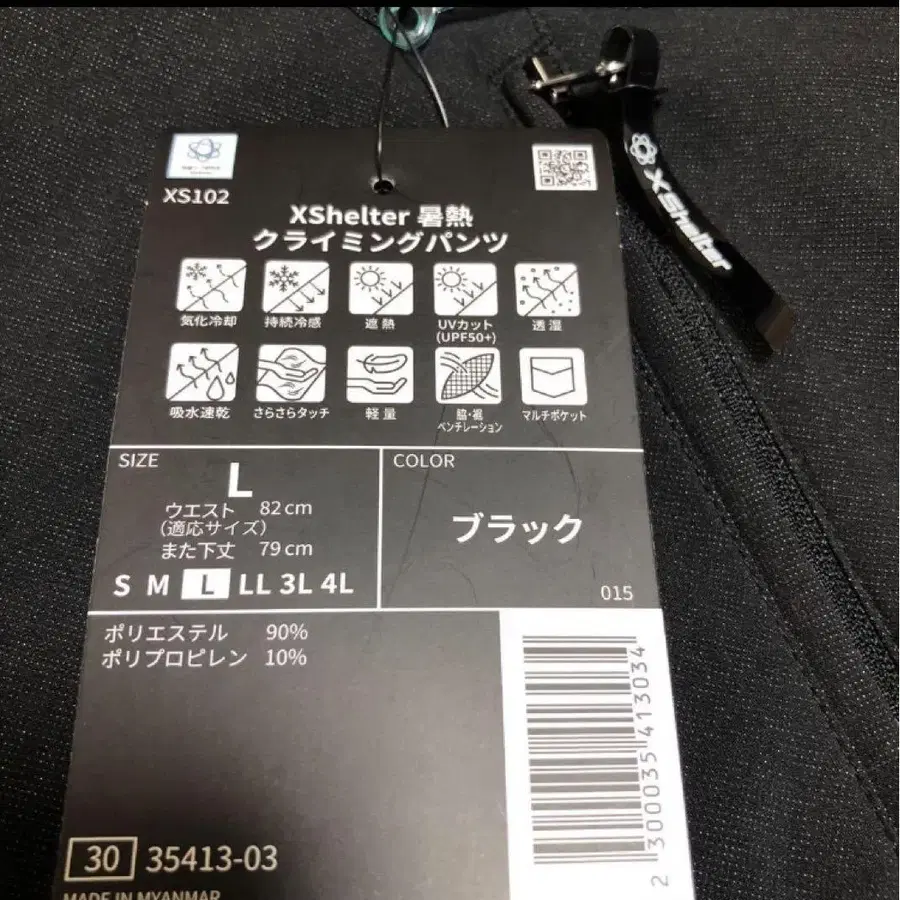 XShelter
XS102
XShelter 暑熱
クライミングパンツ
気化冷却
持続冷感
遮熱
UVカット
(UPF50+)
透湿
吸水速乾
さらさらタッチ
軽量
脇・裾
ベンチレーション
マルチポケット
SIZE
L
ウエスト 82cm
(適応サイズ)
また下丈 79cm
S M L LL 3L 4L
COLOR
ブラック
015
ポリエステル 90%
ポリプロピレン 10%
30 35413-03
MADE IN MYANMAR
2300035413034